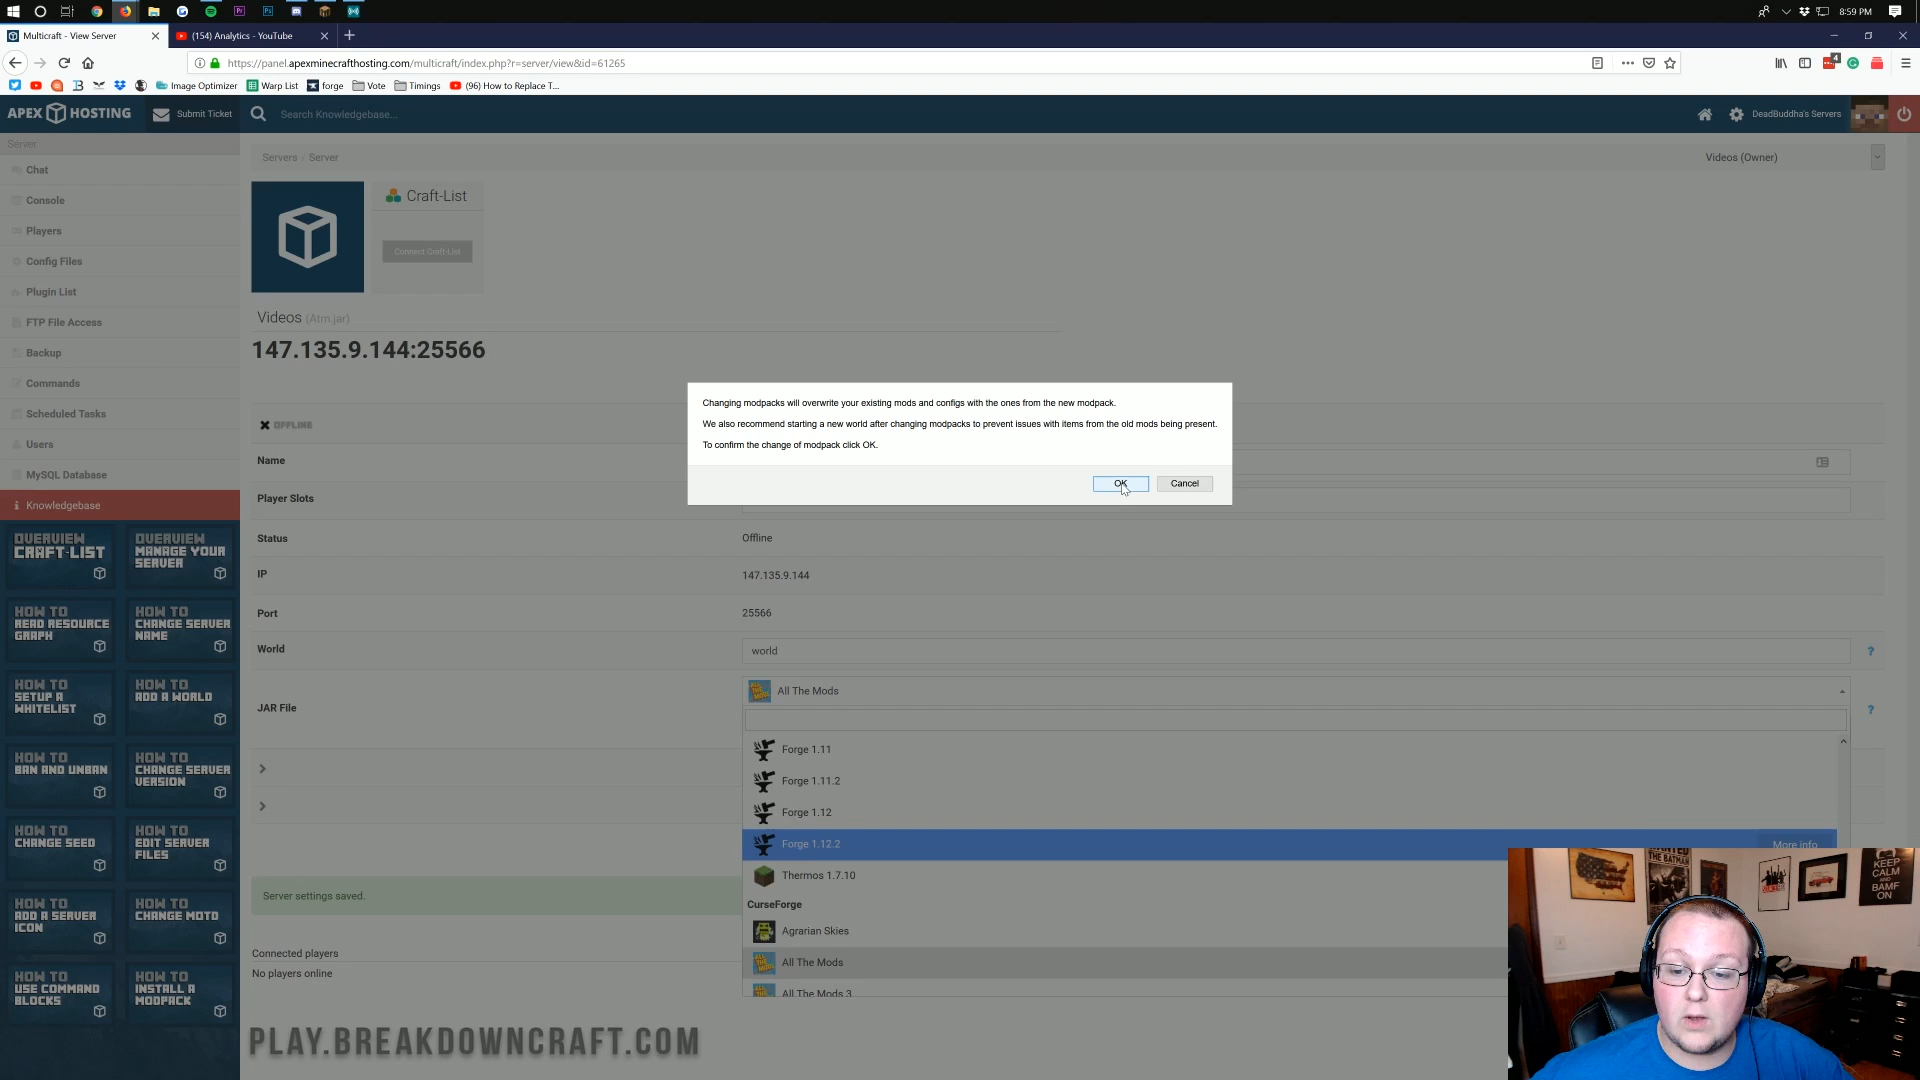 8:59 PM
Multicraft - View Server
(154) Analytics - YouTube
https://panel.apexminecrafthosting.com/multicraft/index.php?r=server/view&id=61265
4
Image Optimizer
Warp List
forge
Vote
Timings
(96) How to Replace T...
APEX HOSTING
Submit Ticket
Search Knowledgebase...
DeadBuddha's Servers
Server
Chat
Console
Players
Config Files
Plugin List
FTP File Access
Backup
Commands
Scheduled Tasks
Users
MySQL Database
Knowledgebase
OVERVIEW
CRAFT-LIST
OVERVIEW
MANAGE YOUR
SERVER
HOW TO
READ RESOURCE
GRAPH
HOW TO
CHANGE SERVER
NAME
HOW TO
SETUP A
WHITELIST
HOW TO
ADD A WORLD
HOW TO
BAN AND UNBAN
HOW TO
CHANGE SERVER
VERSION
HOW TO
CHANGE SEED
HOW TO
EDIT SERVER
FILES
HOW TO
ADD A SERVER
ICON
HOW TO
CHANGE MOTD
HOW TO
USE COMMAND
BLOCKS
HOW TO
INSTALL A
MODPACK
Servers / Server
Videos (Owner)
Craft-List
Connect Craft-List
Videos (Atm.jar)
147.135.9.144:25566
OFFLINE
Changing modpacks will overwrite your existing mods and configs with the ones from the new modpack.
We also recommend starting a new world after changing modpacks to prevent issues with items from the old mods being present.
To confirm the change of modpack click OK.
OK
Cancel
Name
Player Slots
Status
Offline
IP
147.135.9.144
Port
25566
World
world
?
JAR File
All The Mods
?
Forge 1.11
Forge 1.11.2
Forge 1.12
Forge 1.12.2
More info
Thermos 1.7.10
CurseForge
Agrarian Skies
All The Mods
All The Mods 3
Server settings saved.
Connected players
No players online
PLAY.BREAKDOWNCRAFT.COM
THE BATMAN
KEEP
CALM
AND
BAMF
ON